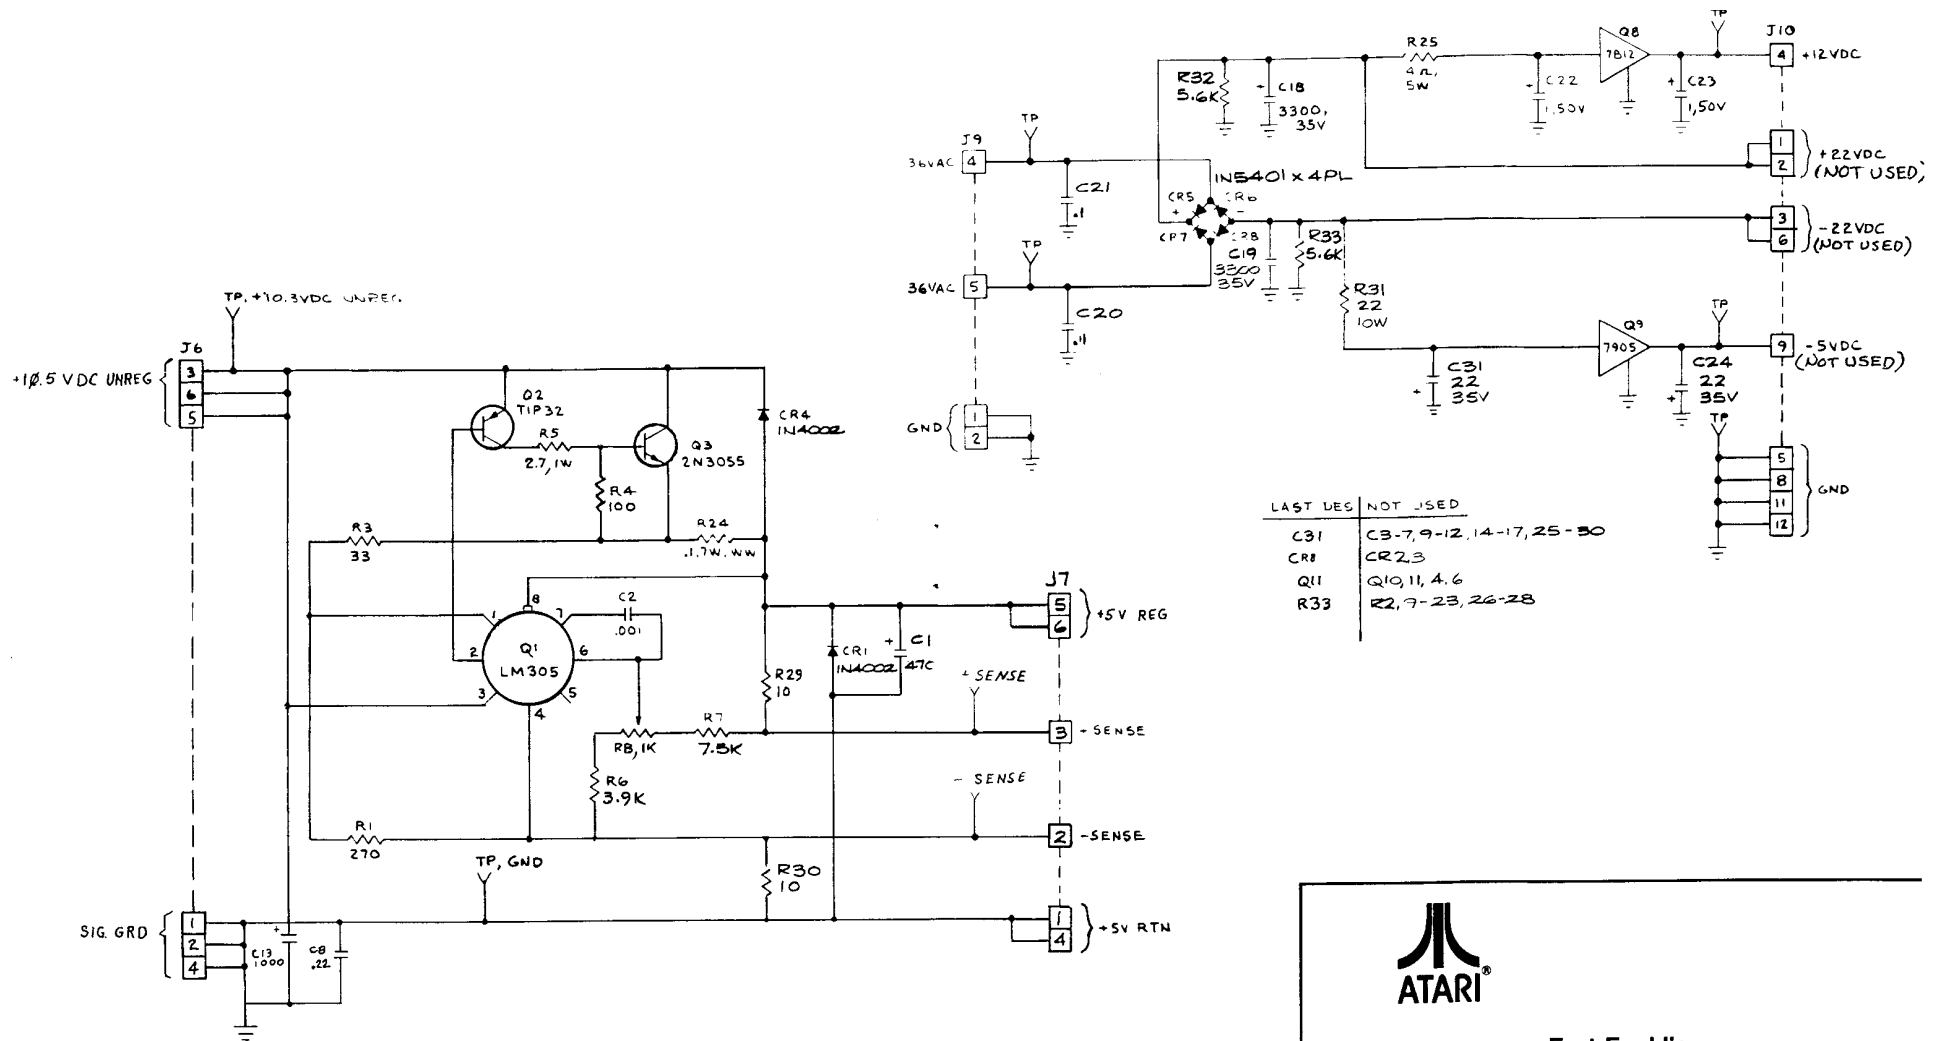 TP
J10
Q8
7812
4
+12VDC
R25
4Ω,
5W
C22
1,50V
+
C23
1,50V
+
R32
5.6K
+
C18
3300,
35V
1
2
+22VDC
(NOT USED)
J9
TP
36VAC
4
C21
.1
1N5401 x 4PL
CR5
CR6
+
-
CR7
CR8
C19
3300
35V
R33
5.6K
3
6
-22VDC
(NOT USED)
TP
36VAC
5
C20
.1
R31
22
10W
Q9
7905
TP
9
-5VDC
(NOT USED)
C31
22
35V
+
C24
22
35V
+
GND
1
2
TP
5
8
11
12
GND
TP, +10.3VDC UNREG.
J6
+10.5 VDC UNREG
3
6
5
Q2
TIP32
R5
2.7, 1W
Q3
2N3055
CR4
1N4002
R4
100
R3
33
R24
.1, 7W, WW
LAST DES
NOT USED
C31
C3-7, 9-12, 14-17, 25-30
CR8
CR2,3
Q11
Q10, 11, 4, 6
R33
R2, 9-23, 26-28
8
1
7
C2
.001
2
Q1
LM305
6
3
4
5
J7
5
6
+5V REG
CR1
1N4002
+
C1
470
R29
10
+ SENSE
R8, 1K
R7
7.5K
3
+ SENSE
R6
3.9K
- SENSE
R1
270
2
-SENSE
TP, GND
R30
10
SIG. GRD
1
2
4
+
C13
1000
C8
.22
1
4
+5V RTN
ATARI®